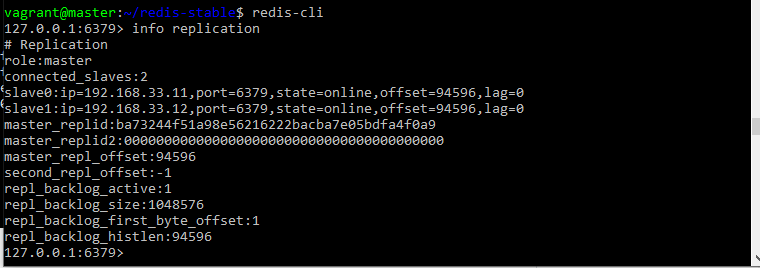 vagrant@master:~/redis-stable$ redis-cli
127.0.0.1:6379> info replication
# Replication
role:master
connected_slaves:2
slave0:ip=192.168.33.11,port=6379,state=online,offset=94596,lag=0
slave1:ip=192.168.33.12,port=6379,state=online,offset=94596,lag=0
master_replid:ba73244f51a98e56216222bacba7e05bdfa4f0a9
master_replid2:0000000000000000000000000000000000000000
master_repl_offset:94596
second_repl_offset:-1
repl_backlog_active:1
repl_backlog_size:1048576
repl_backlog_first_byte_offset:1
repl_backlog_histlen:94596
127.0.0.1:6379>